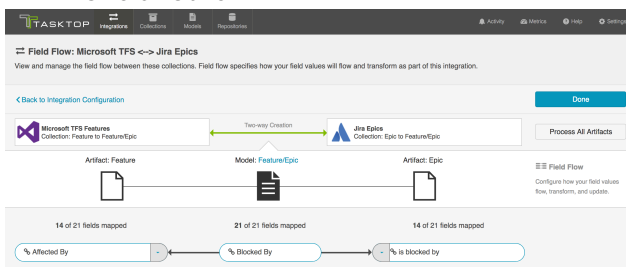 TASKTOP
Integrations
Collections
Models
Repositories
Activity
Metrics
Help
Settings
Field Flow: Microsoft TFS <--> Jira Epics
View and manage the field flow between these collections. Field flow specifies how your field values will flow and transform as part of this integration.
Back to Integration Configuration
Done
Microsoft TFS Features
Collection: Feature to Feature/Epic
Two-way Creation
Jira Epics
Collection: Epic to Feature/Epic
Process All Artifacts
Artifact: Feature
Model: Feature/Epic
Artifact: Epic
Field Flow
Configure how your field values
flow, transform, and update.
14 of 21 fields mapped
21 of 21 fields mapped
14 of 21 fields mapped
Affected By
-
Blocked By
-
is blocked by